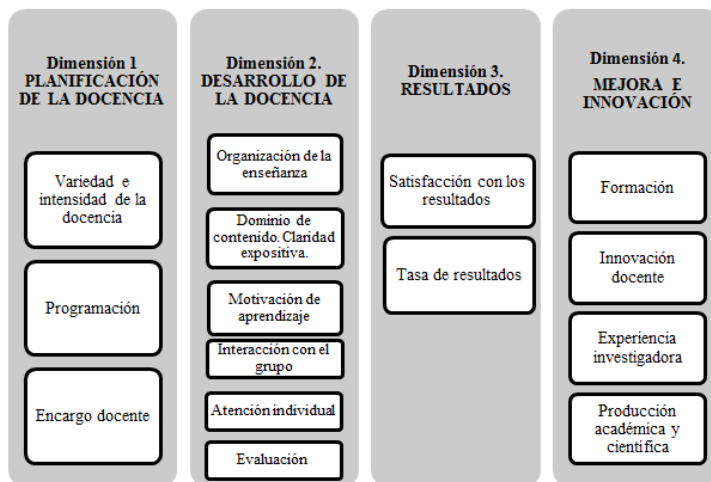 Dimensión 1
PLANIFICACIÓN
DE LA DOCENCIA
Variedad e
intensidad de la
docencia
Programación
Encargo docente
Dimensión 2.
DESARROLLO DE
LA DOCENCIA
Organización de la
enseñanza
Dominio de
contenido. Claridad
expositiva.
Motivación de
aprendizaje
Interacción con el
grupo
Atención individual
Evaluación
Dimensión 3.
RESULTADOS
Satisfacción con los
resultados
Tasa de resultados
Dimensión 4.
MEJORA E
INNOVACIÓN
Formación
Innovación
docente
Experiencia
investigadora
Producción
académica y
científica